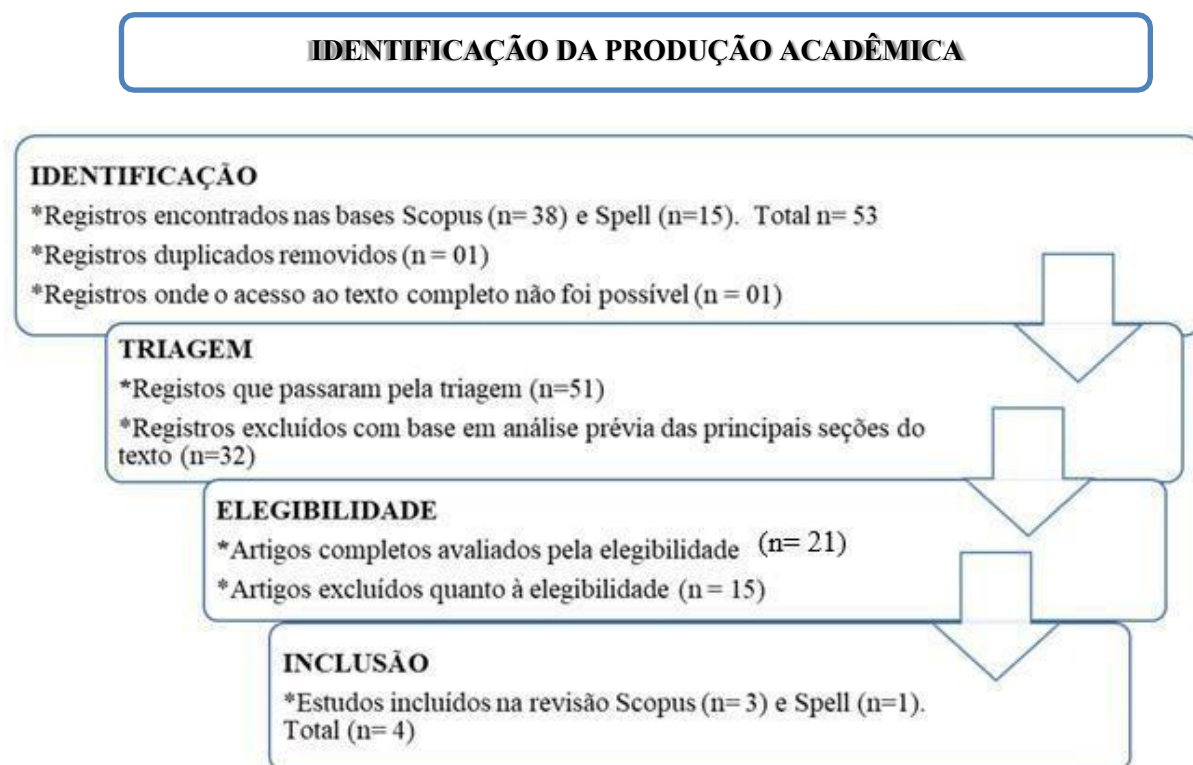 IDENTIFICAÇÃO DA PRODUÇÃO ACADÊMICA
IDENTIFICAÇÃO
*Registros encontrados nas bases Scopus (n= 38) e Spell (n=15). Total n= 53
*Registros duplicados removidos (n = 01)
*Registros onde o acesso ao texto completo não foi possível (n = 01)
TRIAGEM
*Registos que passaram pela triagem (n=51)
*Registros excluídos com base em análise prévia das principais seções do
texto (n=32)
ELEGIBILIDADE
*Artigos completos avaliados pela elegibilidade (n= 21)
*Artigos excluídos quanto à elegibilidade (n = 15)
INCLUSÃO
*Estudos incluídos na revisão Scopus (n= 3) e Spell (n=1).
Total (n= 4)